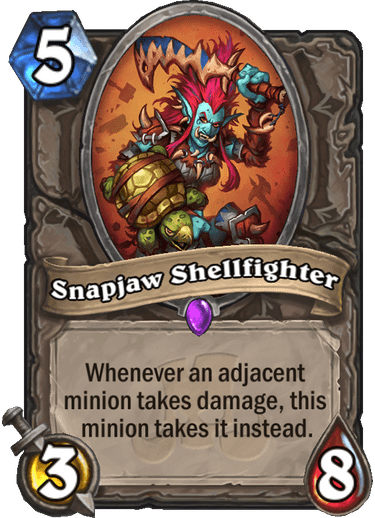 5
Snapjaw Shellfighter
Whenever an adjacent
minion takes damage, this
minion takes it instead.
3
8